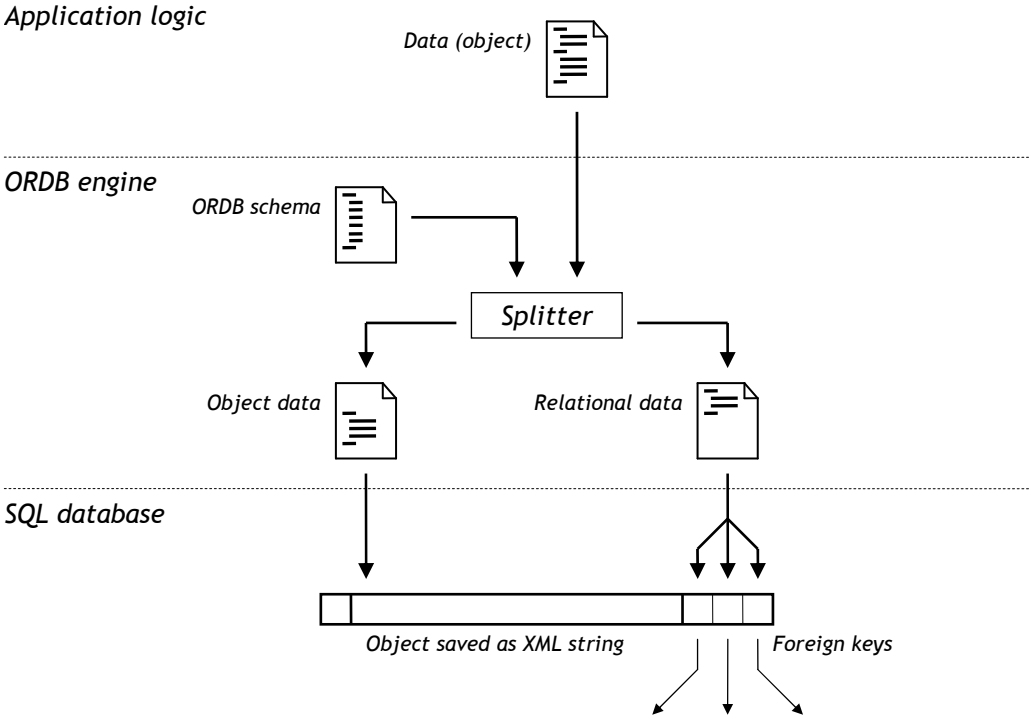 Application logic
Data (object)
ORDB engine
ORDB schema
Splitter
Object data
Relational data
SQL database
Object saved as XML string
Foreign keys